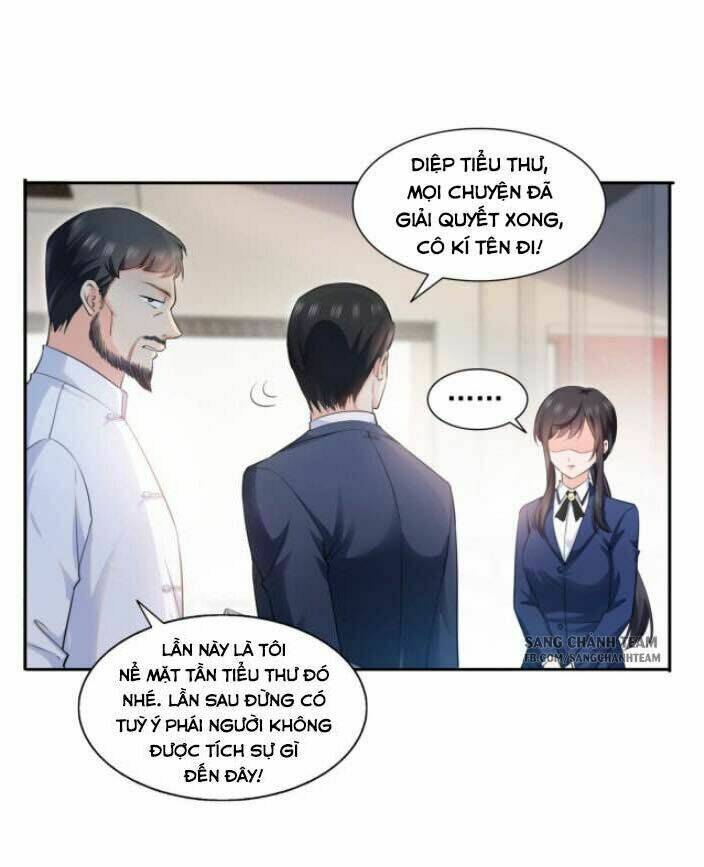 DIỆP TIỂU THƯ,
MỌI CHUYỆN ĐÃ
GIẢI QUYẾT XONG,
CÔ KÍ TÊN ĐI!
......
LẦN NÀY LÀ TÔI
NỂ MẶT TẦN TIỂU THƯ ĐÓ
NHÉ. LẦN SAU ĐỪNG CÓ
TUỲ Ý PHÁI NGƯỜI KHÔNG
ĐƯỢC TÍCH SỰ GÌ
ĐẾN ĐÂY!
SANG CHẢNH TEAM
FB.COM/SANGCHANHTEAM